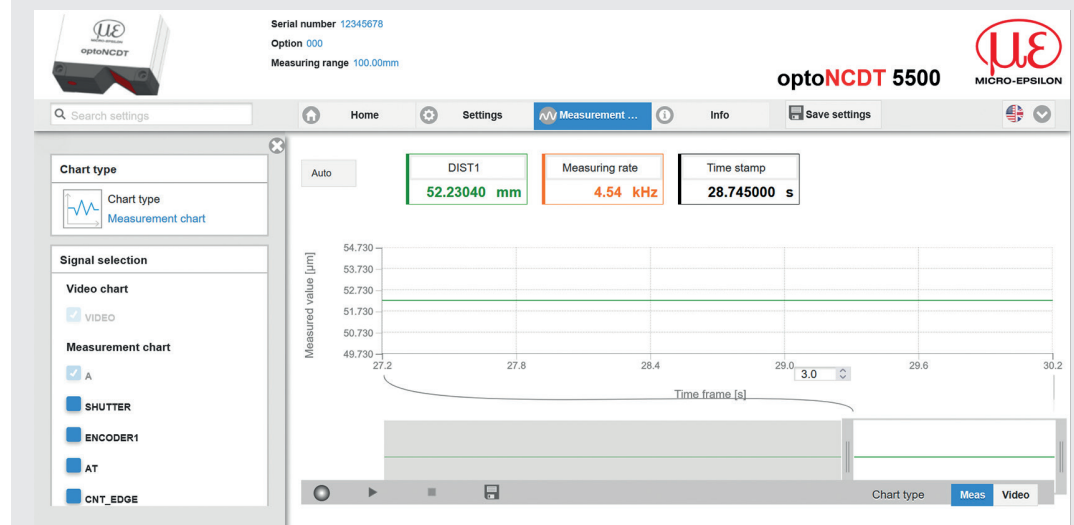 με
optoNCDT
Serial number 12345678
Option 000
Measuring range 100.00mm
optoNCDT 5500
με
MICRO-EPSILON
Search settings
Home
Settings
Measurement ...
Info
Save settings
Chart type
Chart type
Measurement chart
Signal selection
Video chart
VIDEO
Measurement chart
A
SHUTTER
ENCODER1
AT
CNT_EDGE
Auto
DIST1
52.23040 mm
Measuring rate
4.54 kHz
Time stamp
28.745000 s
Measured value [µm]
54.730
53.730
52.730
51.730
50.730
49.730
27.2
27.8
28.4
29.0
29.6
30.2
3.0
Time frame [s]
Chart type
Meas
Video